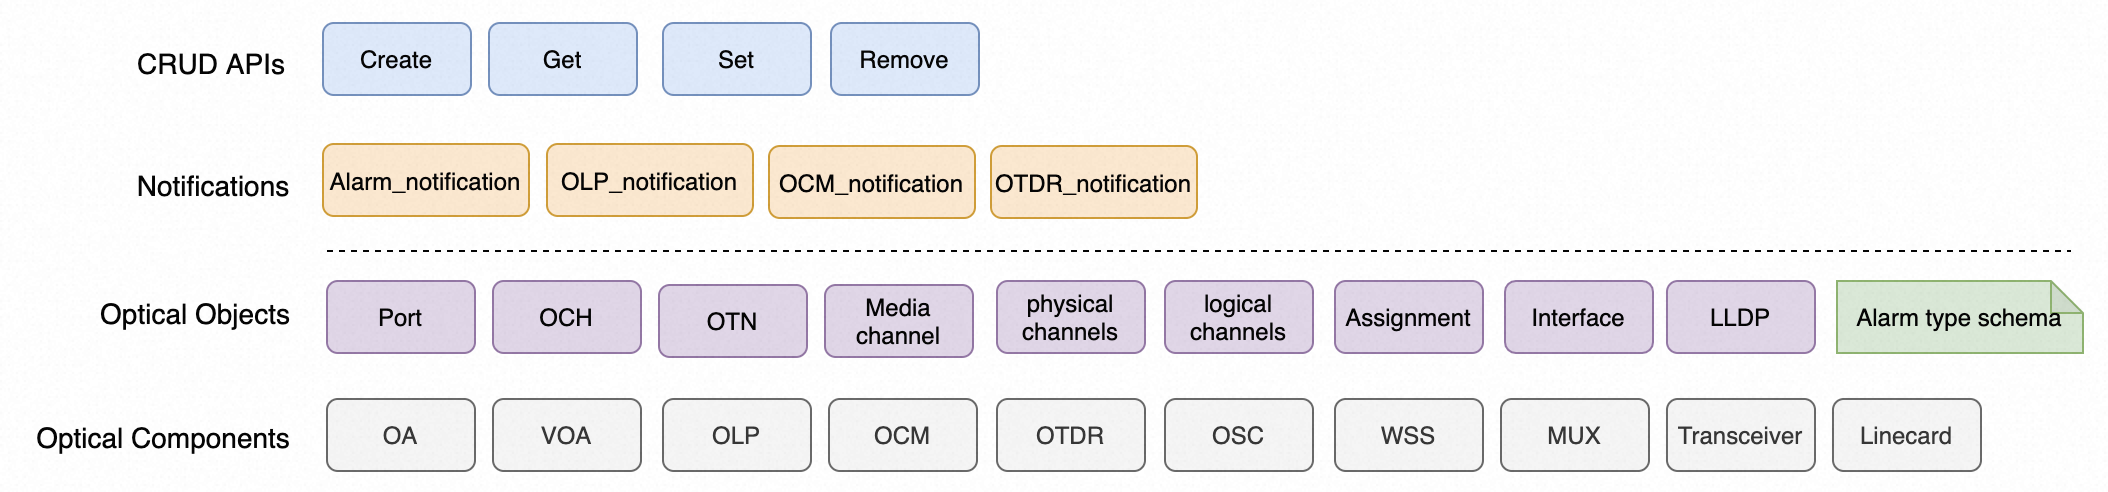 CRUD APIs
Create
Get
Set
Remove
Notifications
Alarm_notification
OLP_notification
OCM_notification
OTDR_notification
Optical Objects
Port
OCH
OTN
Media
channel
physical
channels
logical
channels
Assignment
Interface
LLDP
Alarm type schema
Optical Components
OA
VOA
OLP
OCM
OTDR
OSC
WSS
MUX
Transceiver
Linecard